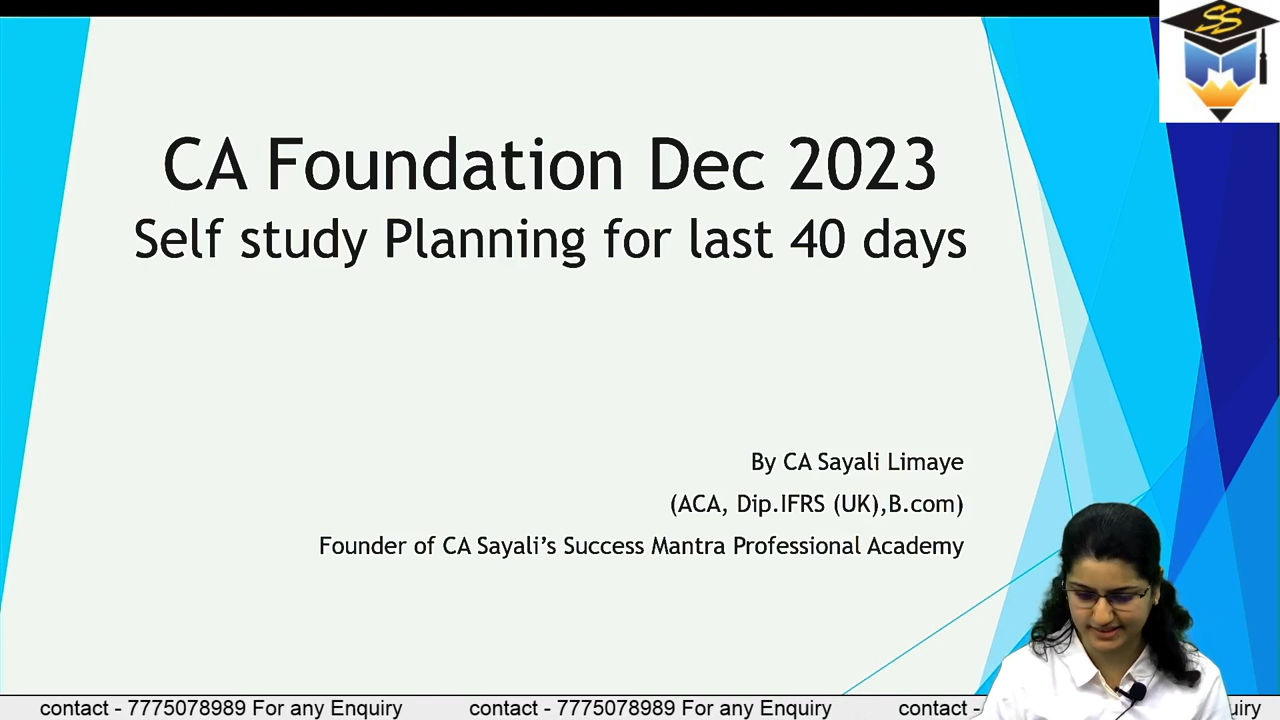 SS
CA Foundation Dec 2023
Self study Planning for last 40 days
By CA Sayali Limaye
(ACA, Dip.IFRS (UK),B.com)
Founder of CA Sayali’s Success Mantra Professional Academy
contact - 7775078989 For any Enquiry contact - 7775078989 For any Enquiry contact -